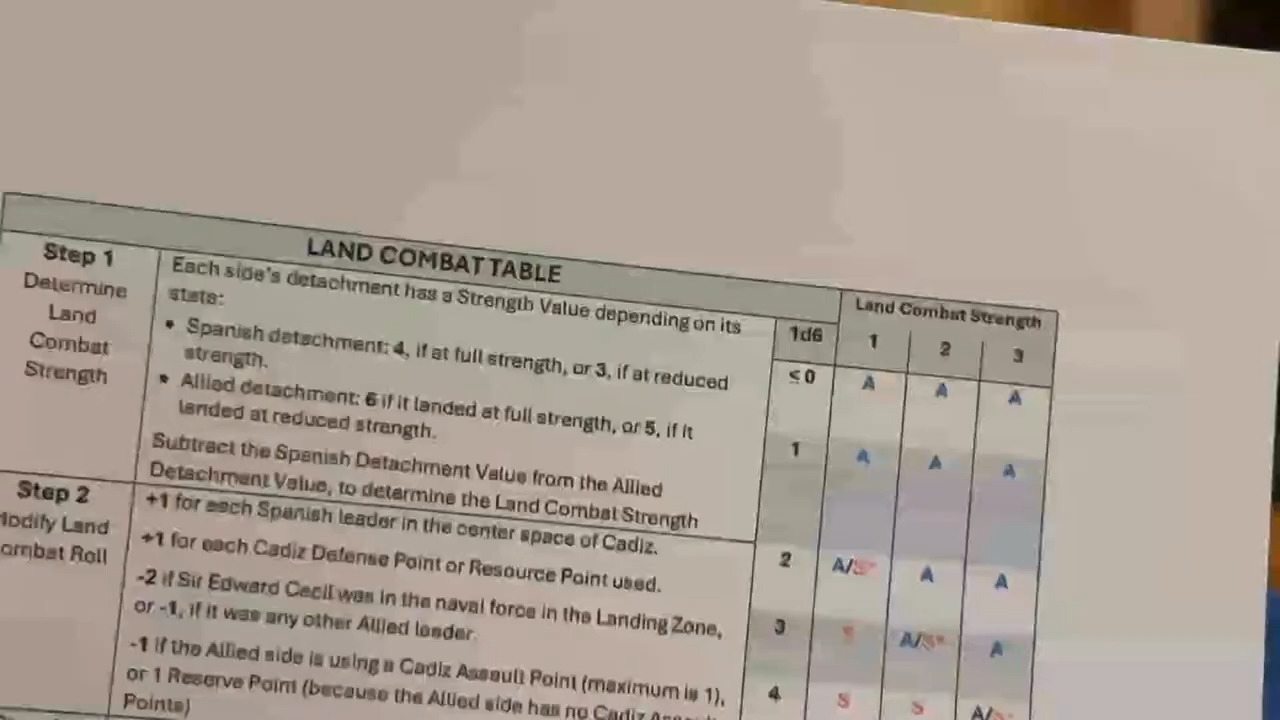 LAND COMBAT TABLE
Step 1
Determine
Land
Combat
Strength
Each side's detachment has a Strength Value depending on its
state:
• Spanish detachment: 4, if at full strength, or 3, if at reduced
strength.
• Allied detachment: 6 if it landed at full strength, or 5, if it
landed at reduced strength.
Subtract the Spanish Detachment Value from the Allied
Detachment Value, to determine the Land Combat Strength
Step 2
Modify Land
Combat Roll
+1 for each Spanish leader in the center space of Cadiz.
+1 for each Cadiz Defense Point or Resource Point used.
-2 if Sir Edward Cecil was in the naval force in the Landing Zone,
or -1, if it was any other Allied leader.
-1 if the Allied side is using a Cadiz Assault Point (maximum is 1),
or 1 Reserve Point (because the Allied side has no Cadiz Assault
Points)
Land Combat Strength
1d6 1 2 3
≤ 0 A A A
1 A A A
2 A/S* A A
3 S A/S* A
4 S S A/S*